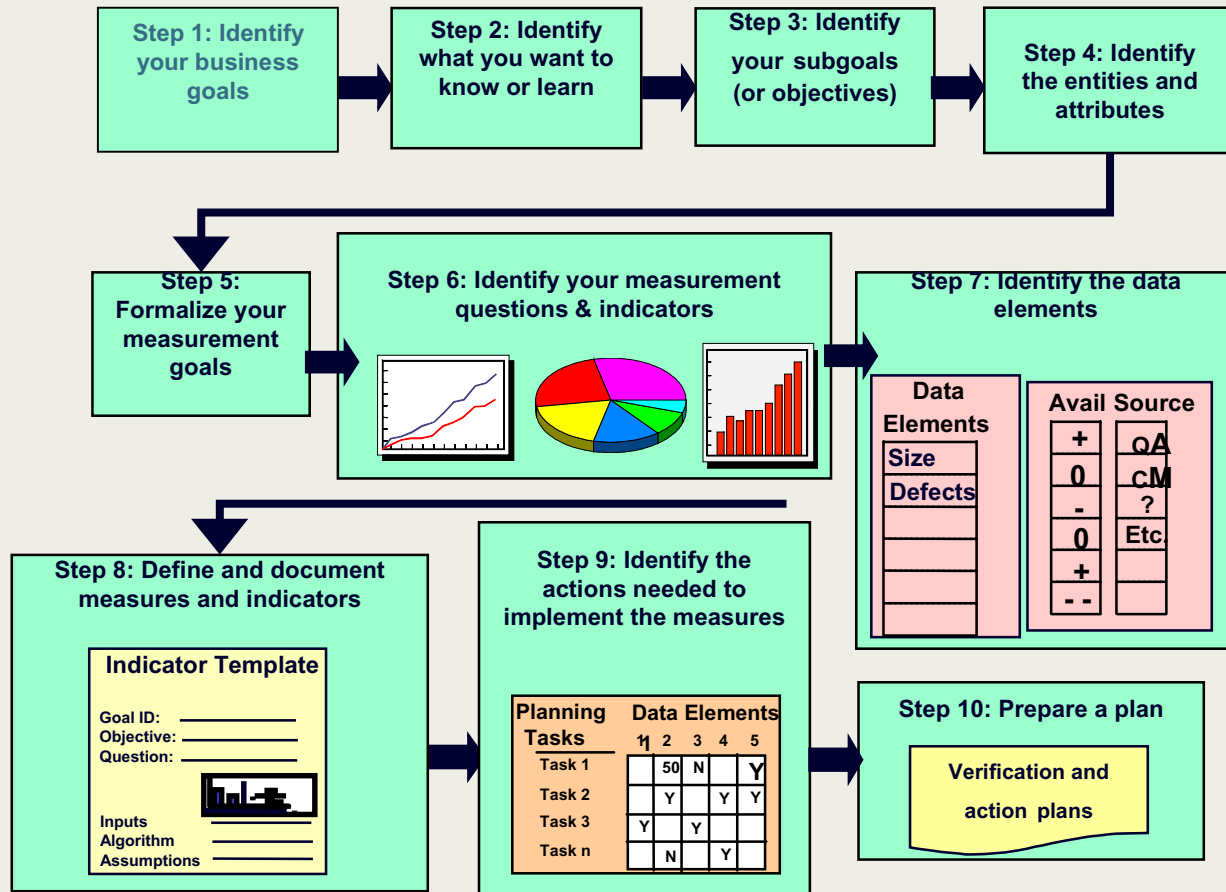 Step 1: Identify
your business
goals
Step 2: Identify
what you want to
know or learn
Step 3: Identify
your subgoals
(or objectives)
Step 4: Identify
the entities and
attributes
Step 5:
Formalize your
measurement
goals
Step 6: Identify your measurement
questions & indicators
Step 7: Identify the data
elements
Data
Elements
Size
Defects
Avail Source
+ QA
0 CM
- ?
0 Etc.
+
- -
Step 8: Define and document
measures and indicators
Indicator Template
Goal ID:
Objective:
Question:
Inputs
Algorithm
Assumptions
Step 9: Identify the
actions needed to
implement the measures
Planning Data Elements
Tasks 1 2 3 4 5
Task 1 50 N Y
Task 2 Y Y Y
Task 3 Y Y
Task n N Y
Step 10: Prepare a plan
Verification and
action plans